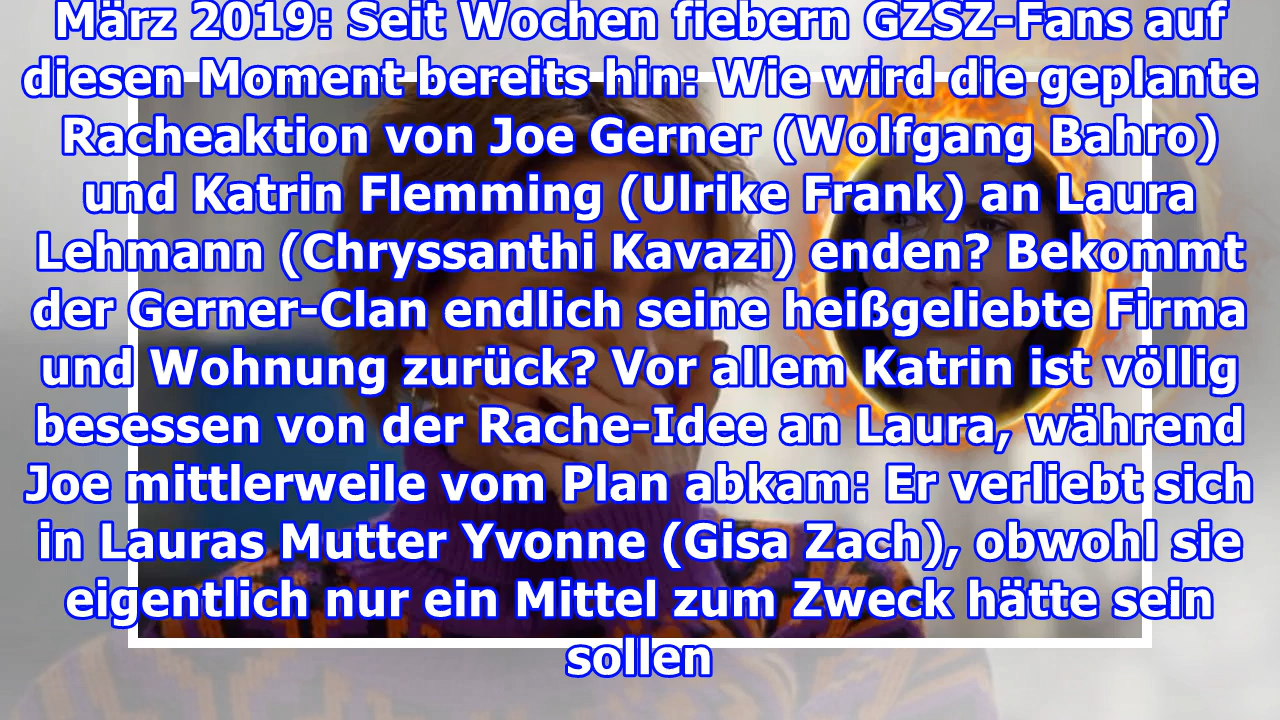 März 2019: Seit Wochen fiebern GZSZ-Fans auf
diesen Moment bereits hin: Wie wird die geplante
Racheaktion von Joe Gerner (Wolfgang Bahro)
und Katrin Flemming (Ulrike Frank) an Laura
Lehmann (Chryssanthi Kavazi) enden? Bekommt
der Gerner-Clan endlich seine heißgeliebte Firma
und Wohnung zurück? Vor allem Katrin ist völlig
besessen von der Rache-Idee an Laura, während
Joe mittlerweile vom Plan abkam: Er verliebt sich
in Lauras Mutter Yvonne (Gisa Zach), obwohl sie
eigentlich nur ein Mittel zum Zweck hätte sein
sollen